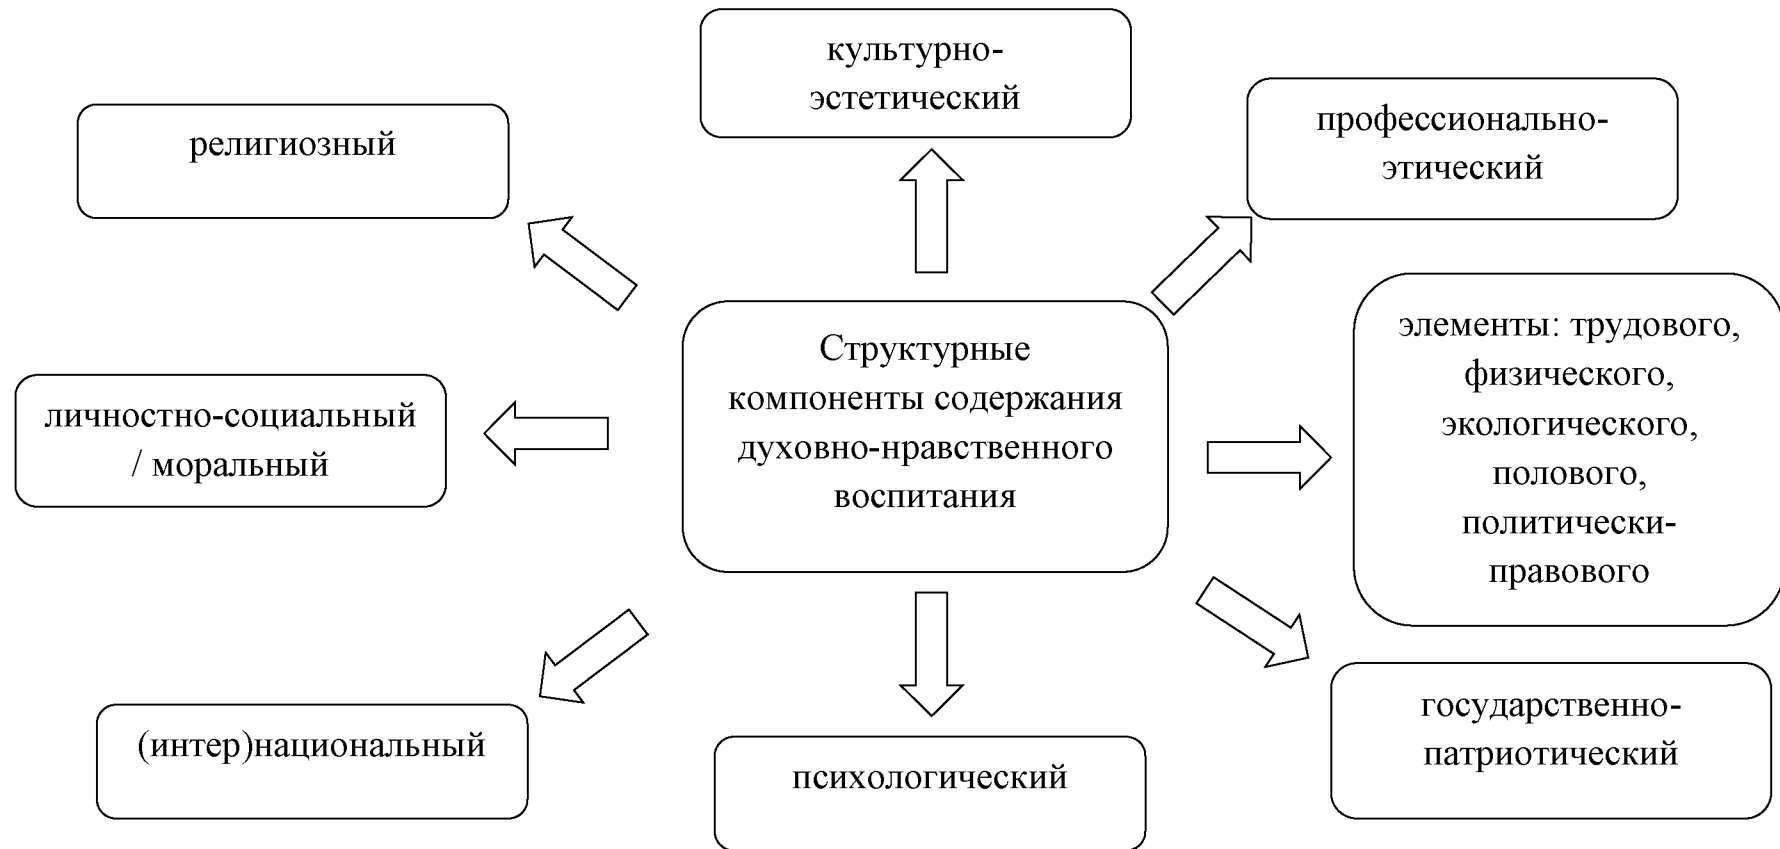 культурно-
эстетический
религиозный
профессионально-
этический
Структурные
компоненты содержания
духовно-нравственного
воспитания
элементы: трудового,
физического,
экологического,
полового,
политически-
правового
личностно-социальный
/ моральный
(интер)национальный
психологический
государственно-
патриотический